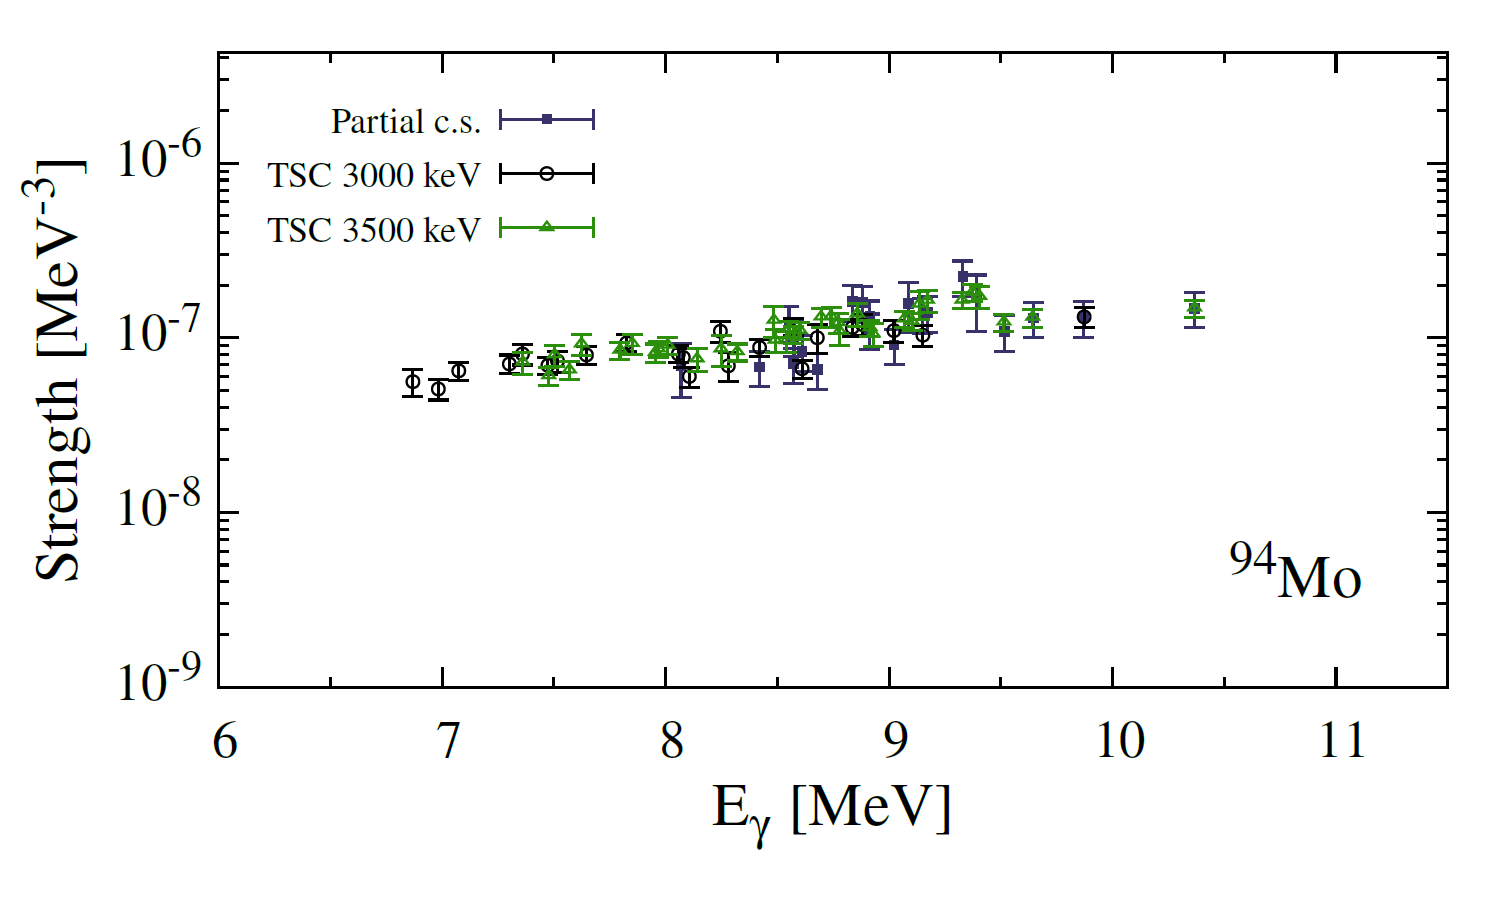 Partial c.s.
TSC 3000 keV
TSC 3500 keV
10^-6
10^-7
10^-8
10^-9
Strength [MeV^-3]
^94Mo
6 7 8 9 10 11
E_γ [MeV]